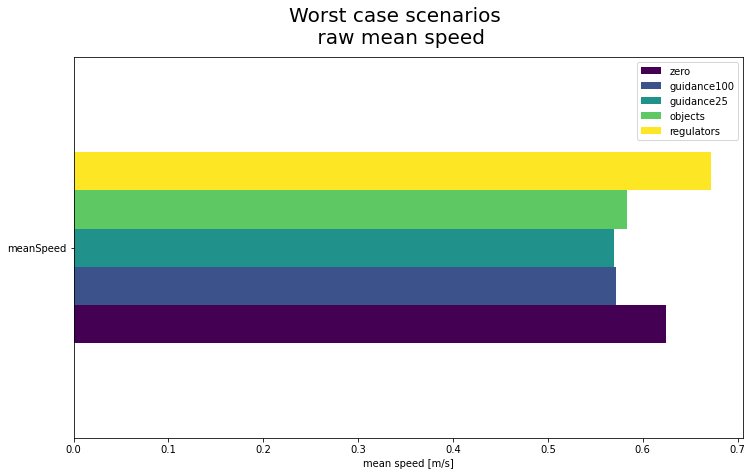 Worst case scenarios
raw mean speed
zero
guidance100
guidance25
objects
regulators
meanSpeed
0.0 0.1 0.2 0.3 0.4 0.5 0.6 0.7
mean speed [m/s]